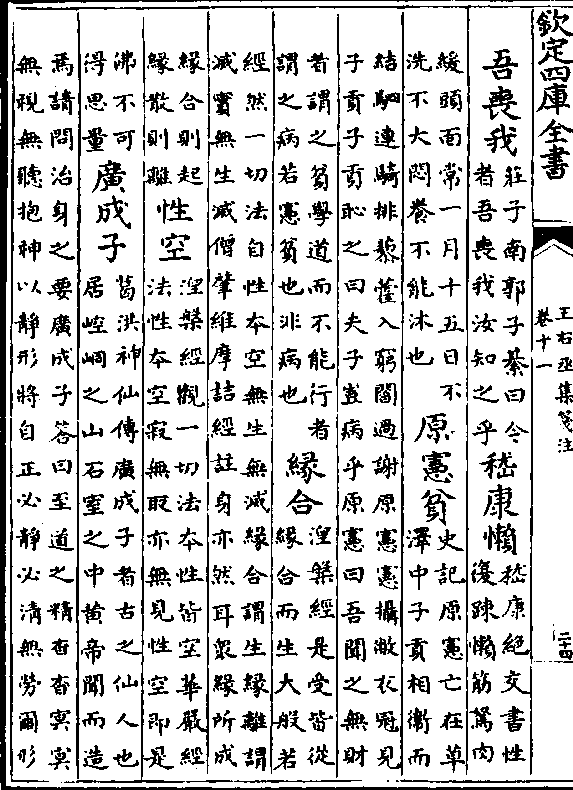 欽定四庫全書
王右丞集箋注
卷十一
二十四
吾喪我
莊子南郭子綦曰今
者吾喪我汝知之乎
嵇康懶
嵇康絶交書性
復踈懶筋駑肉
緩頭面常一月十五日不
洗不大悶養不能沐也
原憲貧
史記原憲亡在草
澤中子貢相衛而
結駟連騎排藜藿入窮閻過謝原憲憲攝敝衣冠見
子貢子貢恥之曰夫子豈病乎原憲曰吾聞之無財
者謂之貧學道而不能行者
謂之病若憲貧也非病也
縁合
湼槃經是受皆從
縁合而生大般若
經然一切法自性本空無生無滅縁合謂生縁離謂
滅實無生滅僧肇維摩詰經註身亦然耳衆縁所成
縁合則起
縁散則離
性空
湼槃經觀一切法本性皆空華嚴經
法性本空寂無取亦無見性空即是
佛不可
得思量
廣成子
葛洪神仙傳廣成子者古之仙人也
居崆峒之山石室之中黄帝聞而造
焉請問治身之要廣成子答曰至道之精杳杳冥冥
無視無聽抱神以靜形將自正必靜必清無勞爾形